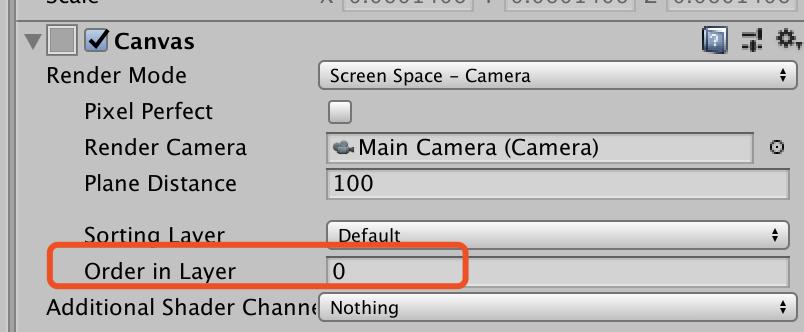 Canvas
Render Mode Screen Space - Camera
Pixel Perfect
Render Camera Main Camera (Camera)
Plane Distance 100
Sorting Layer Default
Order in Layer 0
Additional Shader Channe Nothing